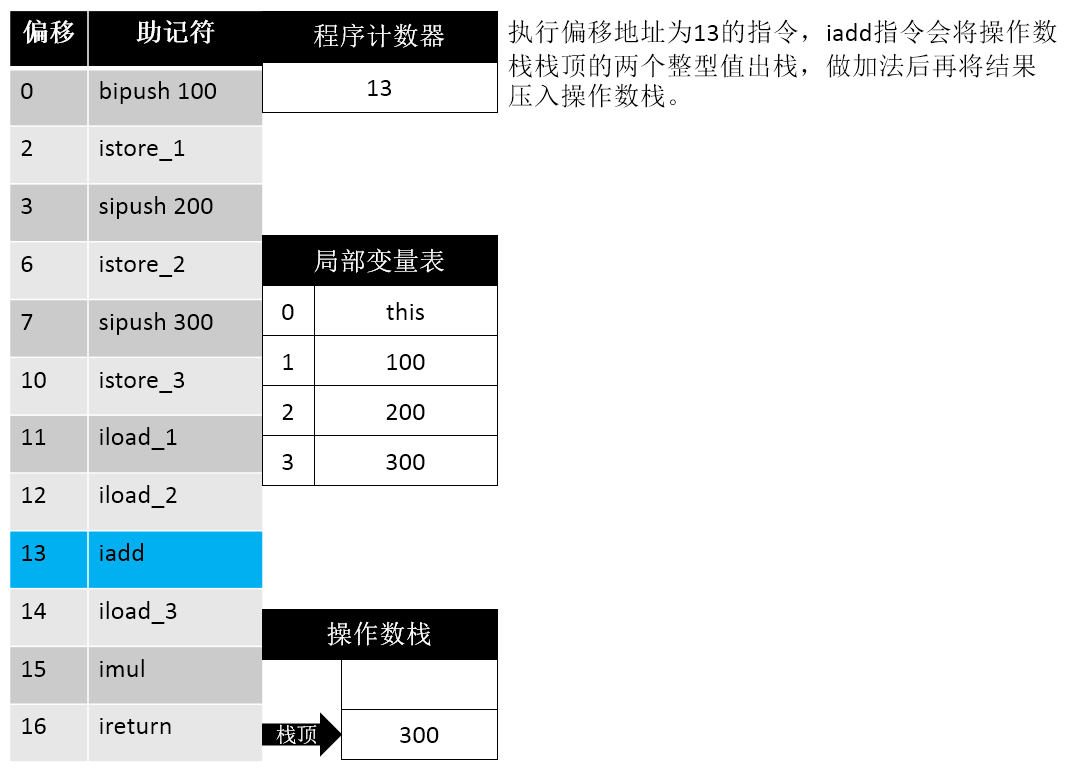 偏移 助记符
0 bipush 100
2 istore_1
3 sipush 200
6 istore_2
7 sipush 300
10 istore_3
11 iload_1
12 iload_2
13 iadd
14 iload_3
15 imul
16 ireturn
程序计数器
13
局部变量表
0 this
1 100
2 200
3 300
操作数栈
栈顶 300
执行偏移地址为13的指令，iadd指令会将操作数
栈栈顶的两个整型值出栈，做加法后再将结果
压入操作数栈。